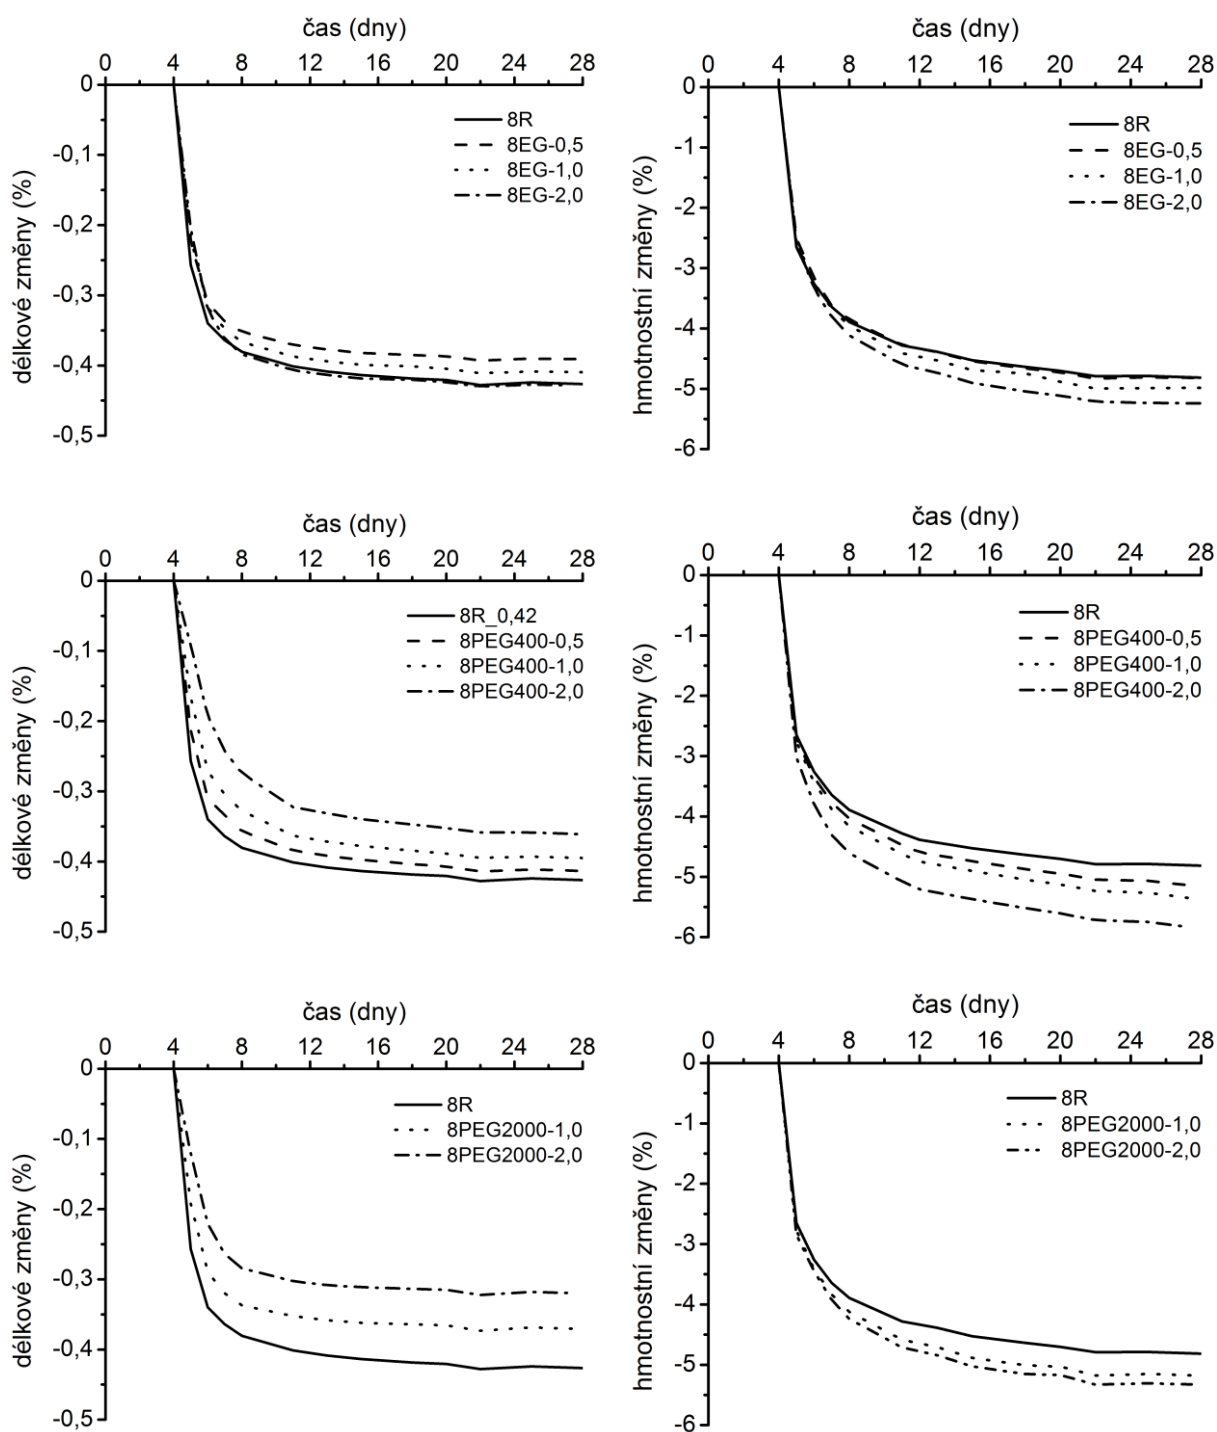 čas (dny)
0 4 8 12 16 20 24 28
0
-0,1
-0,2
-0,3
-0,4
-0,5
délkové změny (%)
8R
8EG-0,5
8EG-1,0
8EG-2,0
čas (dny)
0 4 8 12 16 20 24 28
0
-1
-2
-3
-4
-5
-6
hmotnostní změny (%)
8R
8EG-0,5
8EG-1,0
8EG-2,0
čas (dny)
0 4 8 12 16 20 24 28
0
-0,1
-0,2
-0,3
-0,4
-0,5
délkové změny (%)
8R_0,42
8PEG400-0,5
8PEG400-1,0
8PEG400-2,0
čas (dny)
0 4 8 12 16 20 24 28
0
-1
-2
-3
-4
-5
-6
hmotnostní změny (%)
8R
8PEG400-0,5
8PEG400-1,0
8PEG400-2,0
čas (dny)
0 4 8 12 16 20 24 28
0
-0,1
-0,2
-0,3
-0,4
-0,5
délkové změny (%)
8R
8PEG2000-1,0
8PEG2000-2,0
čas (dny)
0 4 8 12 16 20 24 28
0
-1
-2
-3
-4
-5
-6
hmotnostní změny (%)
8R
8PEG2000-1,0
8PEG2000-2,0